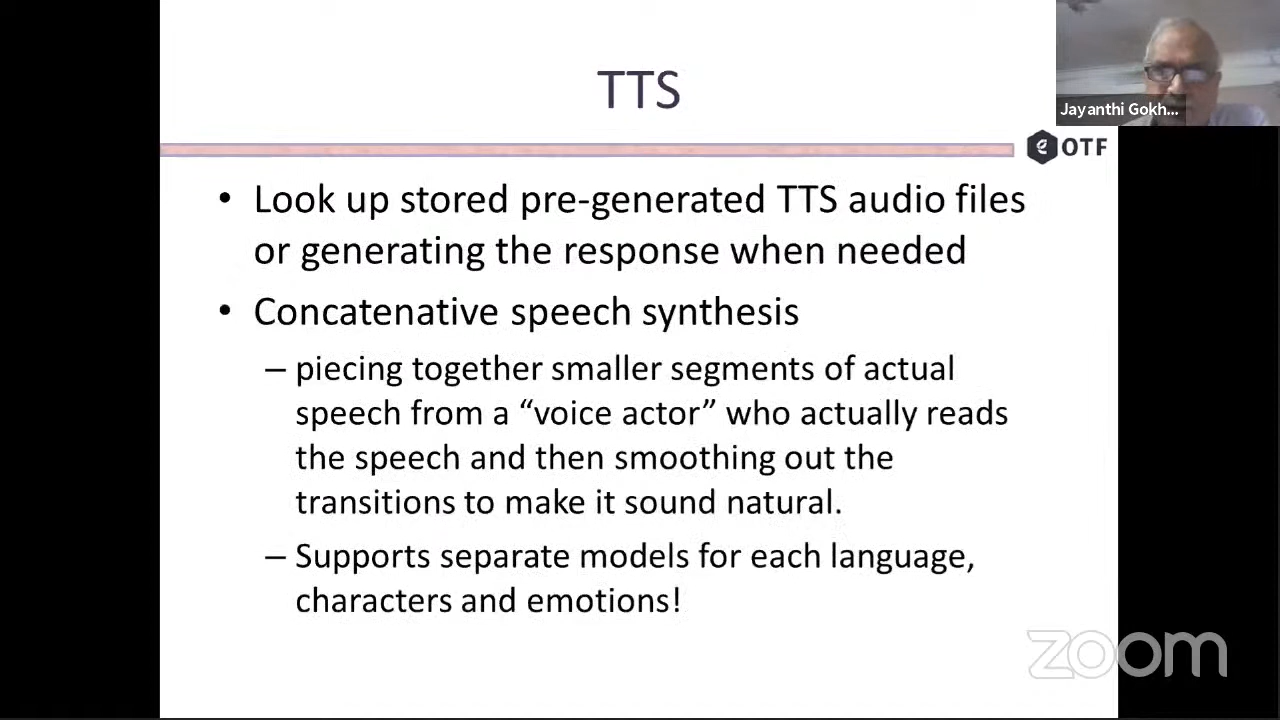 TTS
Jayanthi Gokh...
OTF
• Look up stored pre-generated TTS audio files
or generating the response when needed
• Concatenative speech synthesis
– piecing together smaller segments of actual
speech from a “voice actor” who actually reads
the speech and then smoothing out the
transitions to make it sound natural.
– Supports separate models for each language,
characters and emotions!
zoom